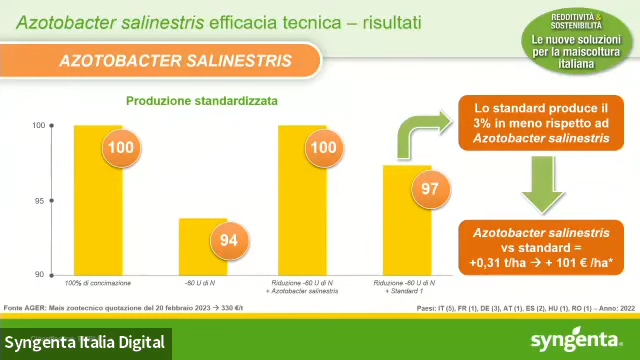 Azotobacter salinestris efficacia tecnica – risultati
REDDITIVITÀ &
SOSTENIBILITÀ
Le nuove soluzioni
per la maiscoltura
italiana
AZOTOBACTER SALINESTRIS
Produzione standardizzata
100
95
90
100
94
100
97
100% di concimazione
-60 U di N
Riduzione -60 U di N
+ Azotobacter salinestris
Riduzione -60 U di N
+ Standard 1
Lo standard produce il
3% in meno rispetto ad
Azotobacter salinestris
Azotobacter salinestris
vs standard =
+0,31 t/ha → + 101 € /ha*
Fonte AGER: Mais zootecnico quotazione del 20 febbraio 2023 → 330 €/t
Paesi: IT (5), FR (1), DE (3), AT (1), ES (2), HU (1), RO (1) – Anno: 2022
Syngenta Italia Digital
syngenta